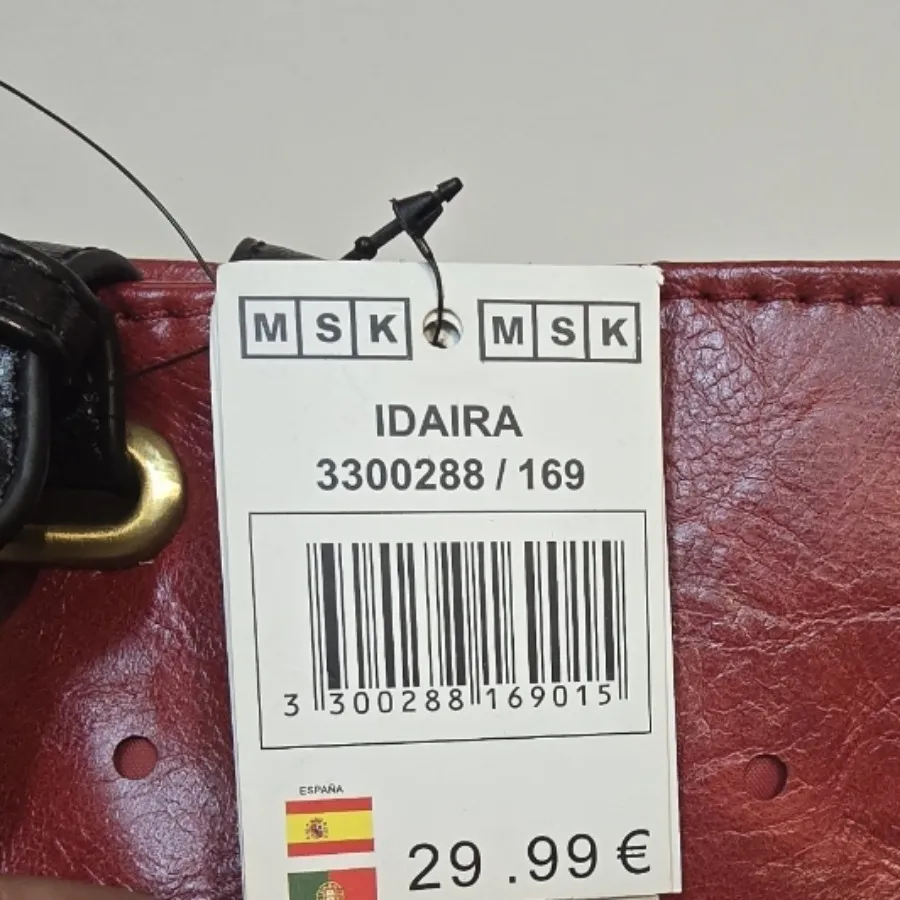 MSK MSK
IDAIRA
3300288 / 169
3 300288 169015
ESPAÑA
29.99 €